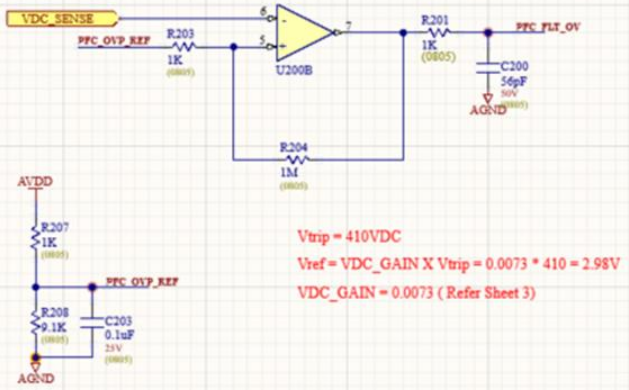 VDC_SENSE
6
-
7
PFC_OVP_REF
R203
1K
(0805)
5
+
U200B
R201
1K
(0805)
PFC_FLT_OV
C200
56pF
50V
(0805)
AGND
R204
1M
(0805)
AVDD
R207
1K
(0805)
PFC_OVP_REF
R208
9.1K
(0805)
C203
0.1uF
25V
(0805)
AGND
Vtrip = 410VDC
Vref = VDC_GAIN X Vtrip = 0.0073 * 410 = 2.98V
VDC_GAIN = 0.0073 ( Refer Sheet 3)